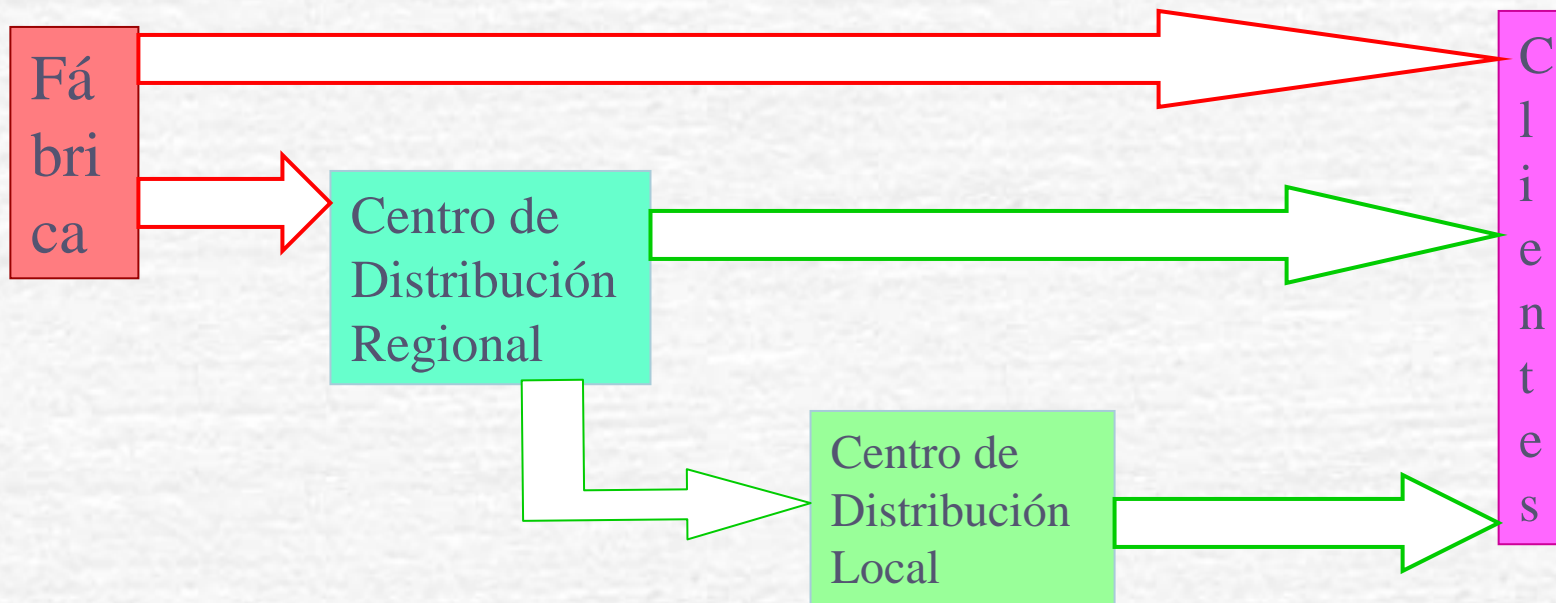 Fá
bri
ca
Centro de
Distribución
Regional
Centro de
Distribución
Local
C
l
i
e
n
t
e
s